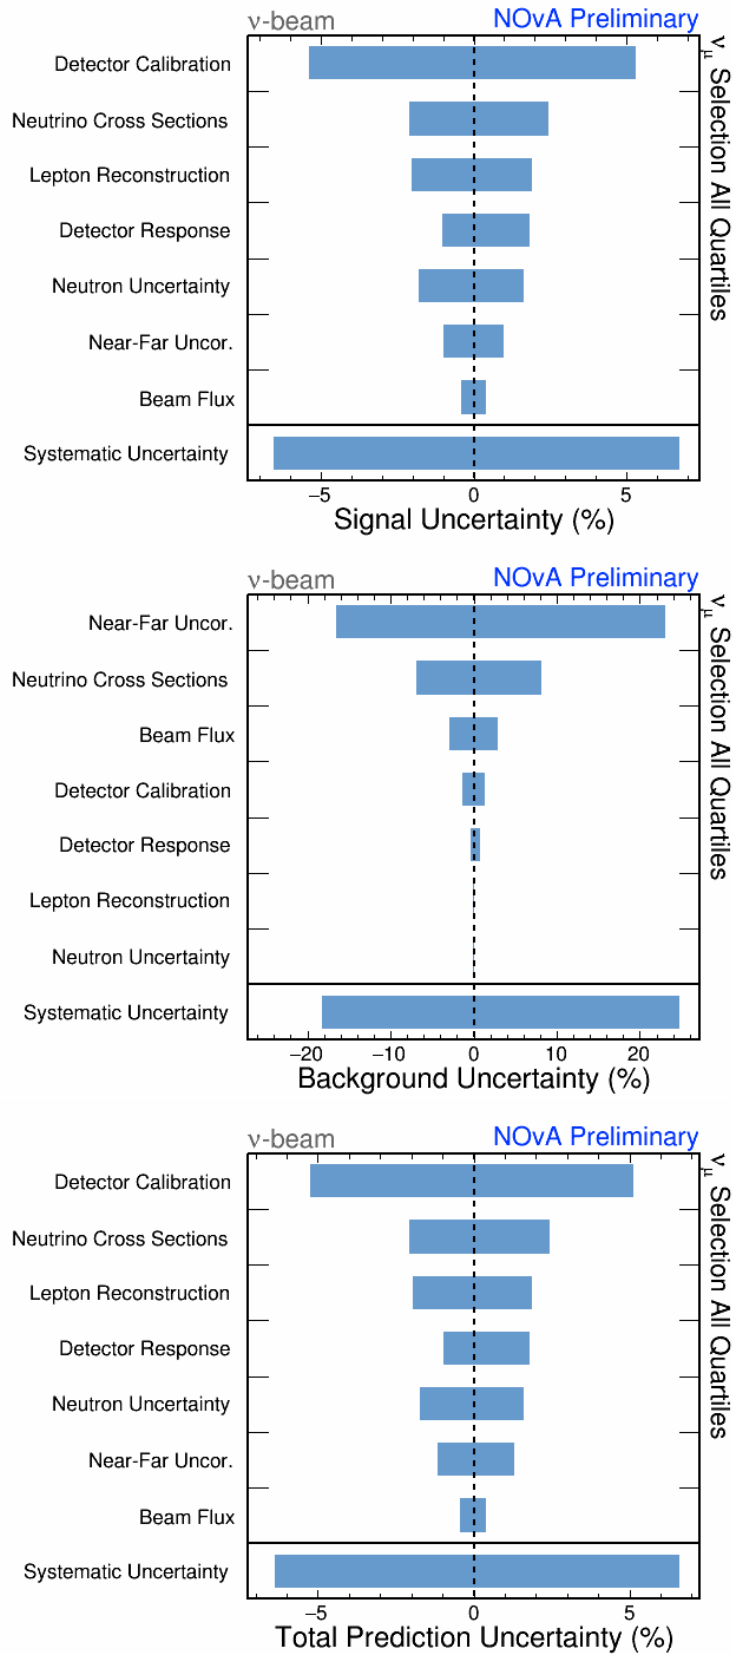 ν-beam NOvA Preliminary
Detector Calibration
Neutrino Cross Sections
Lepton Reconstruction
Detector Response
Neutron Uncertainty
Near-Far Uncor.
Beam Flux
Systematic Uncertainty
−5 0 5
Signal Uncertainty (%)
νμ Selection All Quartiles
ν-beam NOvA Preliminary
Near-Far Uncor.
Neutrino Cross Sections
Beam Flux
Detector Calibration
Detector Response
Lepton Reconstruction
Neutron Uncertainty
Systematic Uncertainty
−20 −10 0 10 20
Background Uncertainty (%)
νμ Selection All Quartiles
ν-beam NOvA Preliminary
Detector Calibration
Neutrino Cross Sections
Lepton Reconstruction
Detector Response
Neutron Uncertainty
Near-Far Uncor.
Beam Flux
Systematic Uncertainty
−5 0 5
Total Prediction Uncertainty (%)
νμ Selection All Quartiles